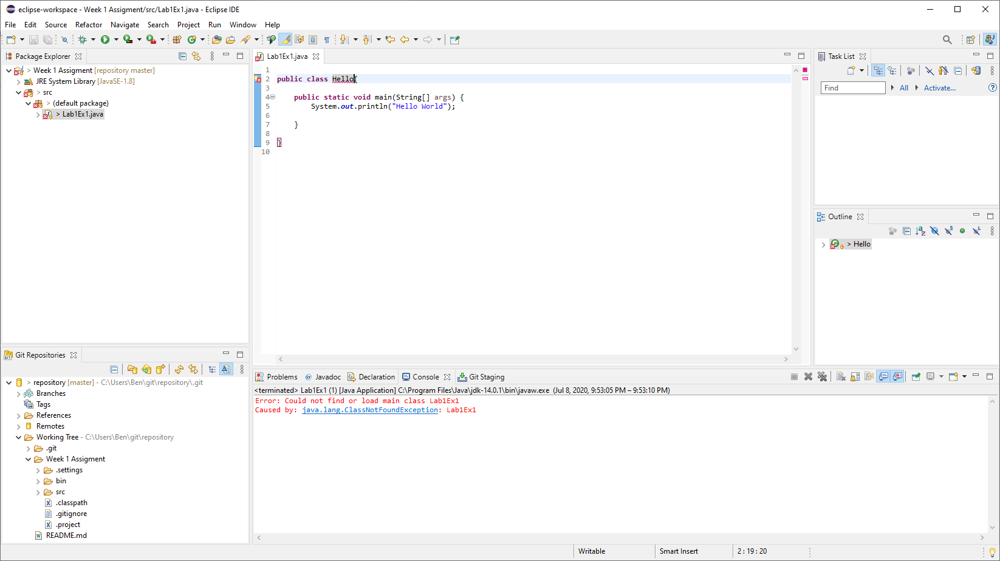 eclipse-workspace - Week 1 Assigment/src/Lab1Ex1.java - Eclipse IDE
File Edit Source Refactor Navigate Search Project Run Window Help
Package Explorer
> Week 1 Assigment [repository master]
JRE System Library [JavaSE-1.8]
> src
> (default package)
> Lab1Ex1.java
Lab1Ex1.java
1
2 public class Hello{
3
4 public static void main(String[] args) {
5 System.out.println("Hello World");
6
7 }
8
9 }
10
Task List
Find All Activate...
Outline
> Hello
Git Repositories
> repository [master] - C:\Users\Ben\git\repository\.git
Branches
Tags
References
Remotes
Working Tree - C:\Users\Ben\git\repository
.git
Week 1 Assigment
.settings
bin
src
.classpath
.gitignore
.project
README.md
Problems @ Javadoc Declaration Console Git Staging
<terminated> Lab1Ex1 (1) [Java Application] C:\Program Files\Java\jdk-14.0.1\bin\javaw.exe (Jul 8, 2020, 9:53:05 PM – 9:53:10 PM)
Error: Could not find or load main class Lab1Ex1
Caused by: java.lang.ClassNotFoundException: Lab1Ex1
Writable Smart Insert 2 : 19 : 20